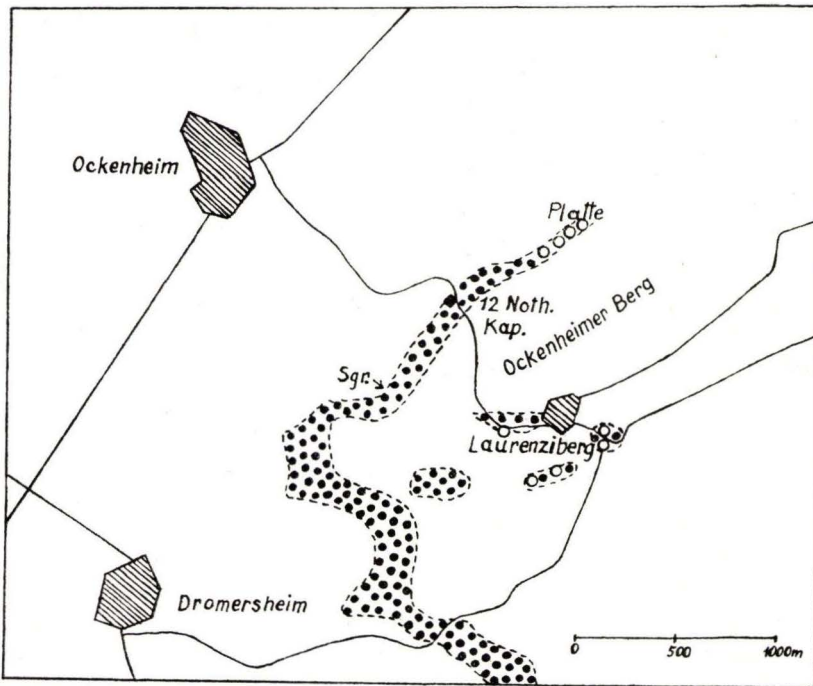 Ockenheim
Platte
12 Noth.
Kap.
Ockenheimer Berg
Sgr.
Laurenziberg
Dromersheim
0 500 1000m